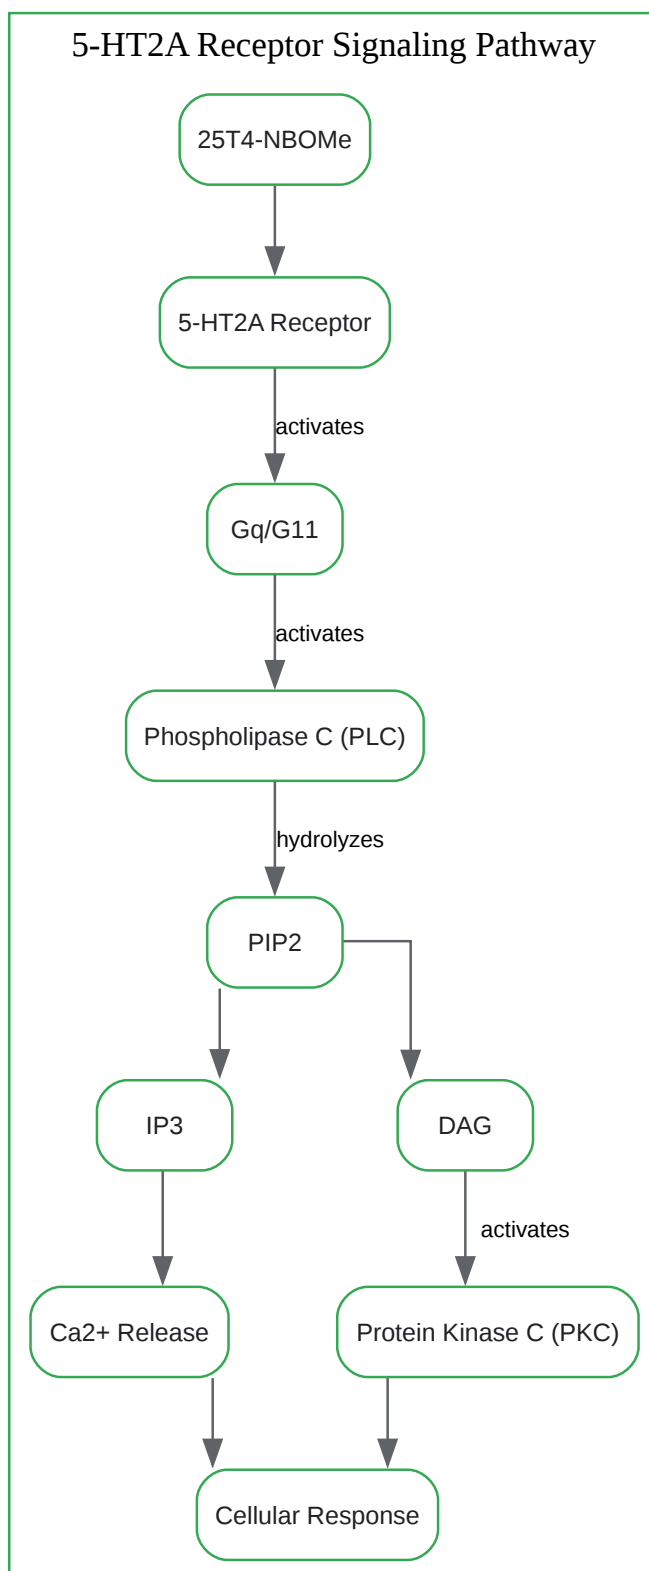 5-HT2A Receptor Signaling Pathway
25T4-NBOMe
5-HT2A Receptor
activates
Gq/G11
activates
Phospholipase C (PLC)
hydrolyzes
PIP2
IP3
DAG
activates
Ca2+ Release
Protein Kinase C (PKC)
Cellular Response